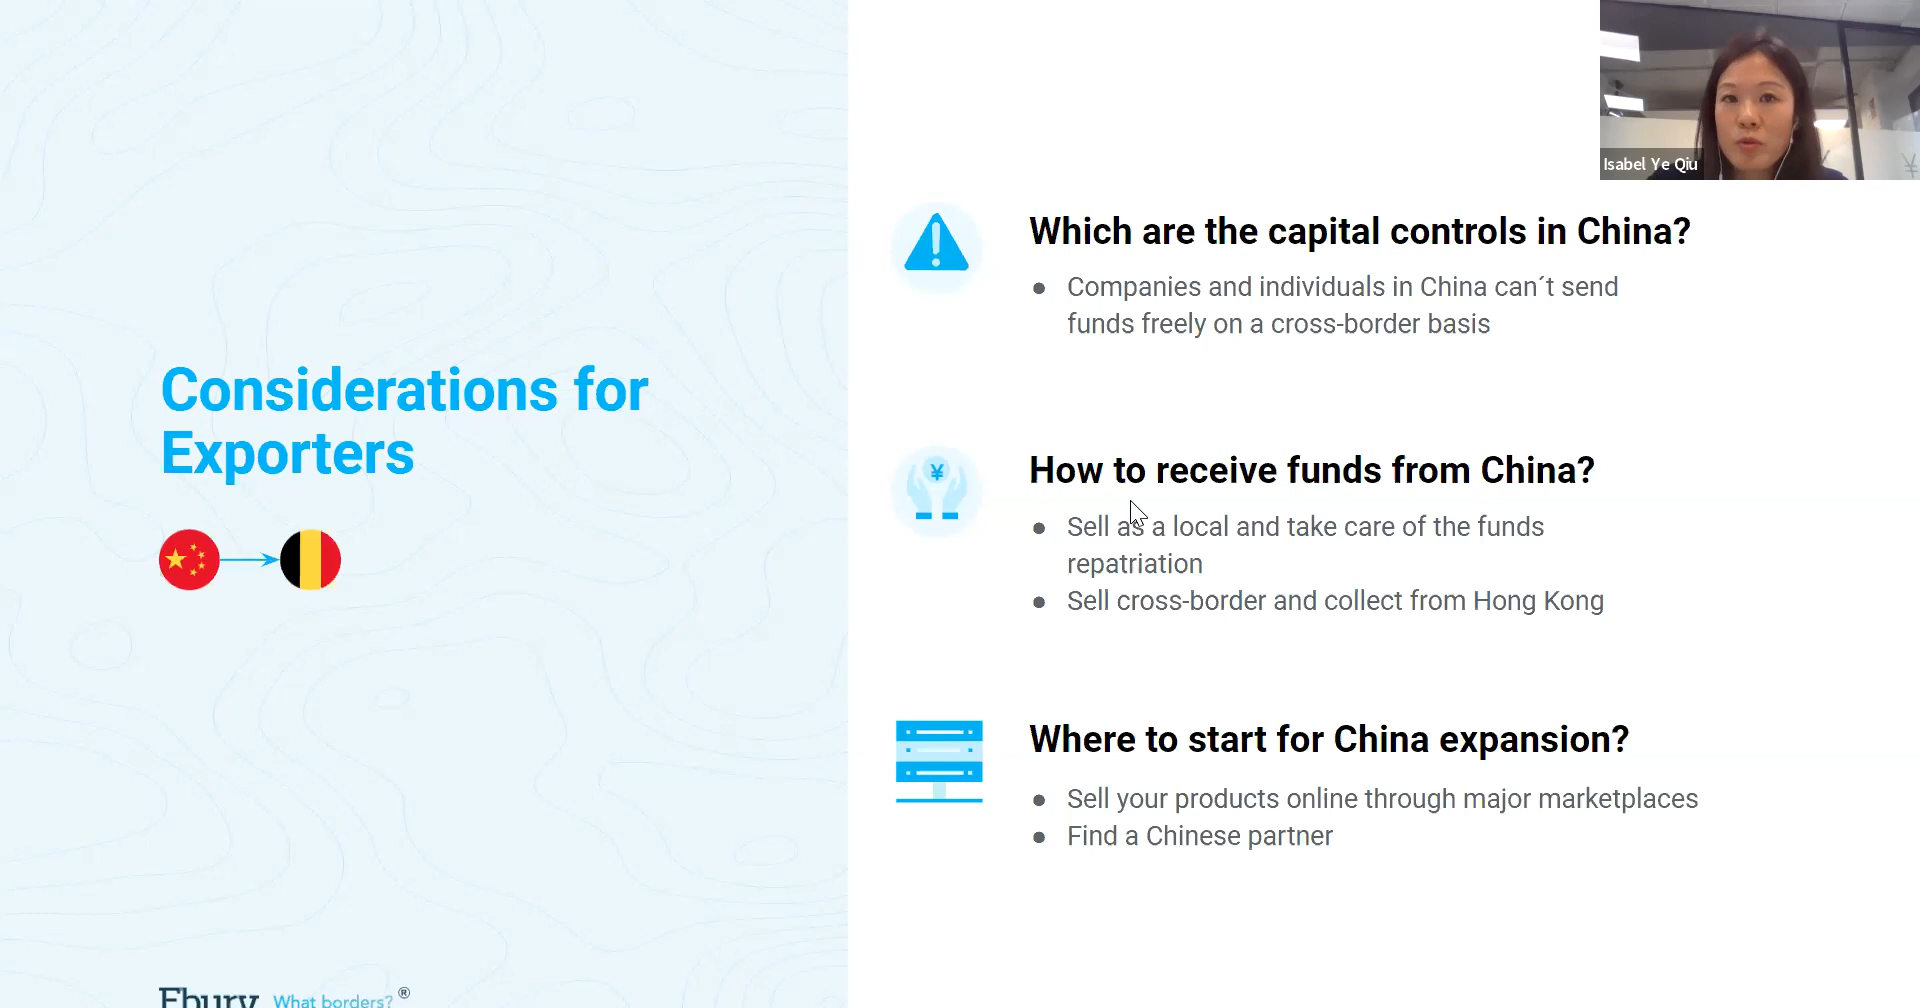 Isabel Ye Qiu
Considerations for
Exporters
Which are the capital controls in China?
● Companies and individuals in China can´t send
funds freely on a cross-border basis
¥
How to receive funds from China?
● Sell as a local and take care of the funds
repatriation
● Sell cross-border and collect from Hong Kong
Where to start for China expansion?
● Sell your products online through major marketplaces
● Find a Chinese partner
Ebury What borders? ®